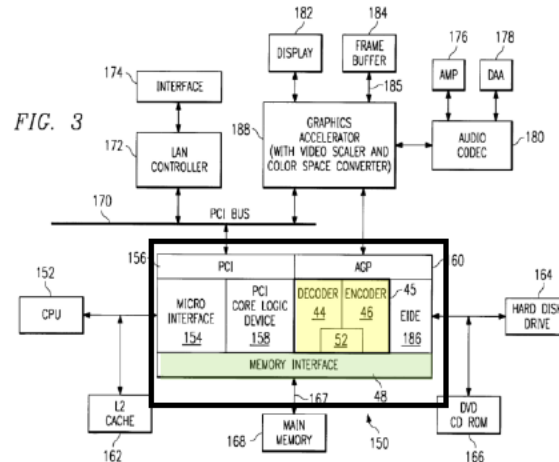 182
184
DISPLAY
FRAME
BUFFER
176
178
174
185
AMP
DAA
INTERFACE
FIG. 3
188
GRAPHICS
ACCELERATOR
(WITH VIDEO SCALER AND
COLOR SPACE CONVERTER)
AUDIO
CODEC
180
172
LAN
CONTROLLER
170
PCI BUS
156
PCI
AGP
60
152
164
CPU
MICRO
INTERFACE
154
PCI
CORE LOGIC
DEVICE
158
DECODER
44
ENCODER
46
52
45
EIDE
186
HARD DISK
DRIVE
MEMORY INTERFACE
167
48
L2
CACHE
162
168
MAIN
MEMORY
150
DVD
CD ROM
166